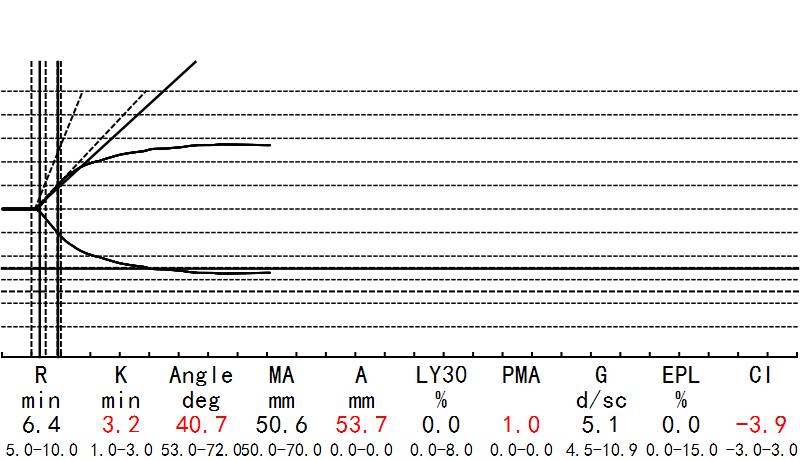 R K Angle MA A LY30 PMA G EPL CI
min min deg mm mm % d/sc %
6.4 3.2 40.7 50.6 53.7 0.0 1.0 5.1 0.0 -3.9
5.0-10.0 1.0-3.0 53.0-72.0 50.0-70.0 0.0-0.0 0.0-8.0 0.0-0.0 4.5-10.9 0.0-15.0 -3.0-3.0